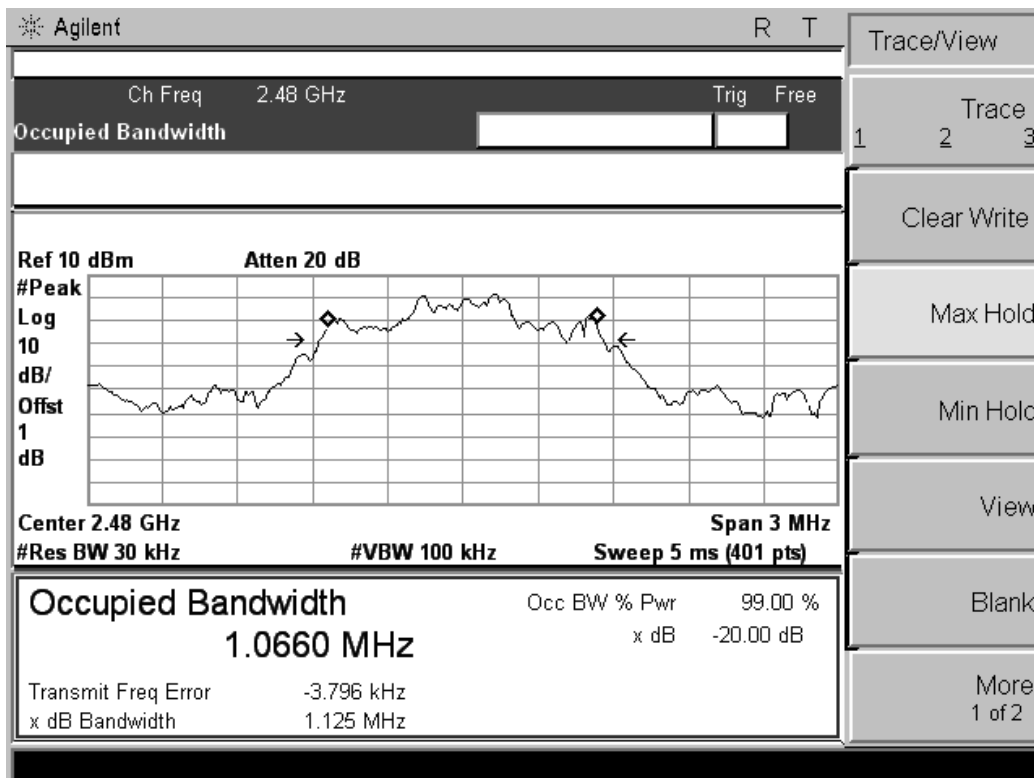 Agilent R T
Ch Freq 2.48 GHz Trig Free
Occupied Bandwidth
Ref 10 dBm Atten 20 dB
#Peak
Log
10
dB/
Offst
1
dB
Center 2.48 GHz Span 3 MHz
#Res BW 30 kHz #VBW 100 kHz Sweep 5 ms (401 pts)
Occupied Bandwidth
1.0660 MHz
Occ BW % Pwr 99.00 %
x dB -20.00 dB
Transmit Freq Error -3.796 kHz
x dB Bandwidth 1.125 MHz
Trace/View
Trace
1 2 3
Clear Write
Max Hold
Min Hold
View
Blank
More
1 of 2